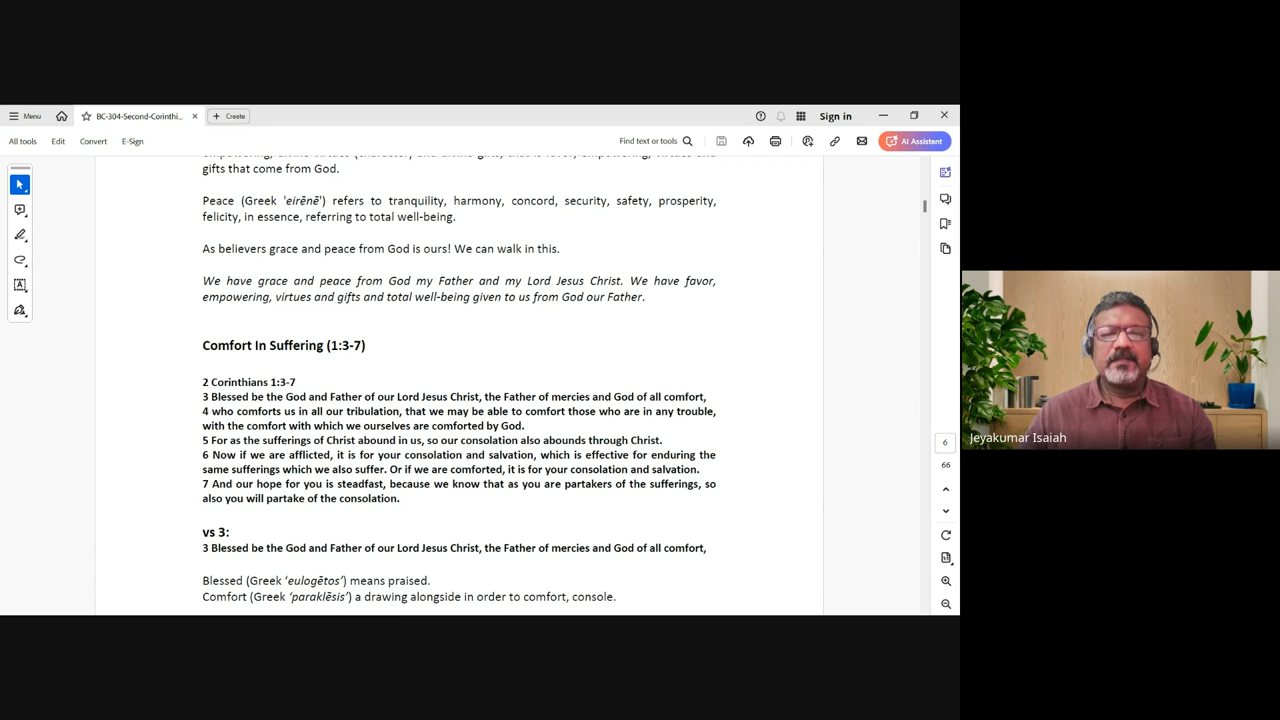 Menu
BC-304-Second-Corinthi...
Create
Sign in
All tools
Edit
Convert
E-Sign
Find text or tools
AI Assistant
gifts that come from God.
Peace (Greek 'eirēnē') refers to tranquility, harmony, concord, security, safety, prosperity,
felicity, in essence, referring to total well-being.
As believers grace and peace from God is ours! We can walk in this.
We have grace and peace from God my Father and my Lord Jesus Christ. We have favor,
empowering, virtues and gifts and total well-being given to us from God our Father.
Comfort In Suffering (1:3-7)
2 Corinthians 1:3-7
3 Blessed be the God and Father of our Lord Jesus Christ, the Father of mercies and God of all comfort,
4 who comforts us in all our tribulation, that we may be able to comfort those who are in any trouble,
with the comfort with which we ourselves are comforted by God.
5 For as the sufferings of Christ abound in us, so our consolation also abounds through Christ.
6 Now if we are afflicted, it is for your consolation and salvation, which is effective for enduring the
same sufferings which we also suffer. Or if we are comforted, it is for your consolation and salvation.
7 And our hope for you is steadfast, because we know that as you are partakers of the sufferings, so
also you will partake of the consolation.
vs 3:
3 Blessed be the God and Father of our Lord Jesus Christ, the Father of mercies and God of all comfort,
Blessed (Greek ‘eulogētos’) means praised.
Comfort (Greek ‘paraklēsis’) a drawing alongside in order to comfort, console.
6
66
Jeyakumar Isaiah